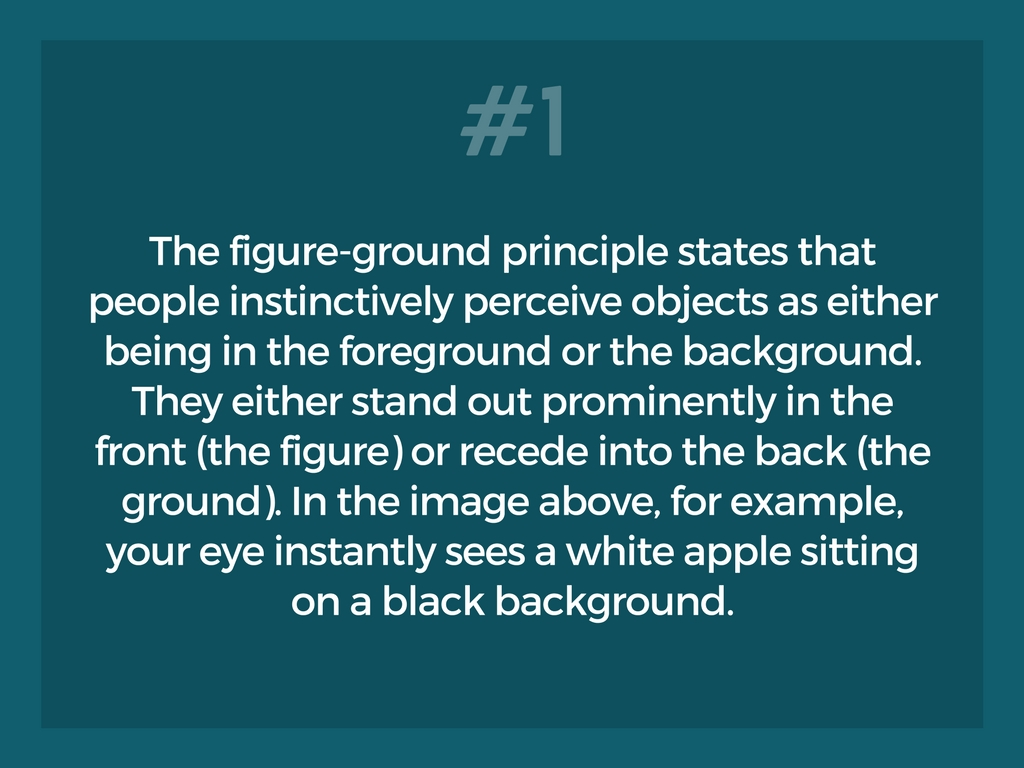 #1
The figure-ground principle states that
people instinctively perceive objects as either
being in the foreground or the background.
They either stand out prominently in the
front (the figure) or recede into the back (the
ground). In the image above, for example,
your eye instantly sees a white apple sitting
on a black background.